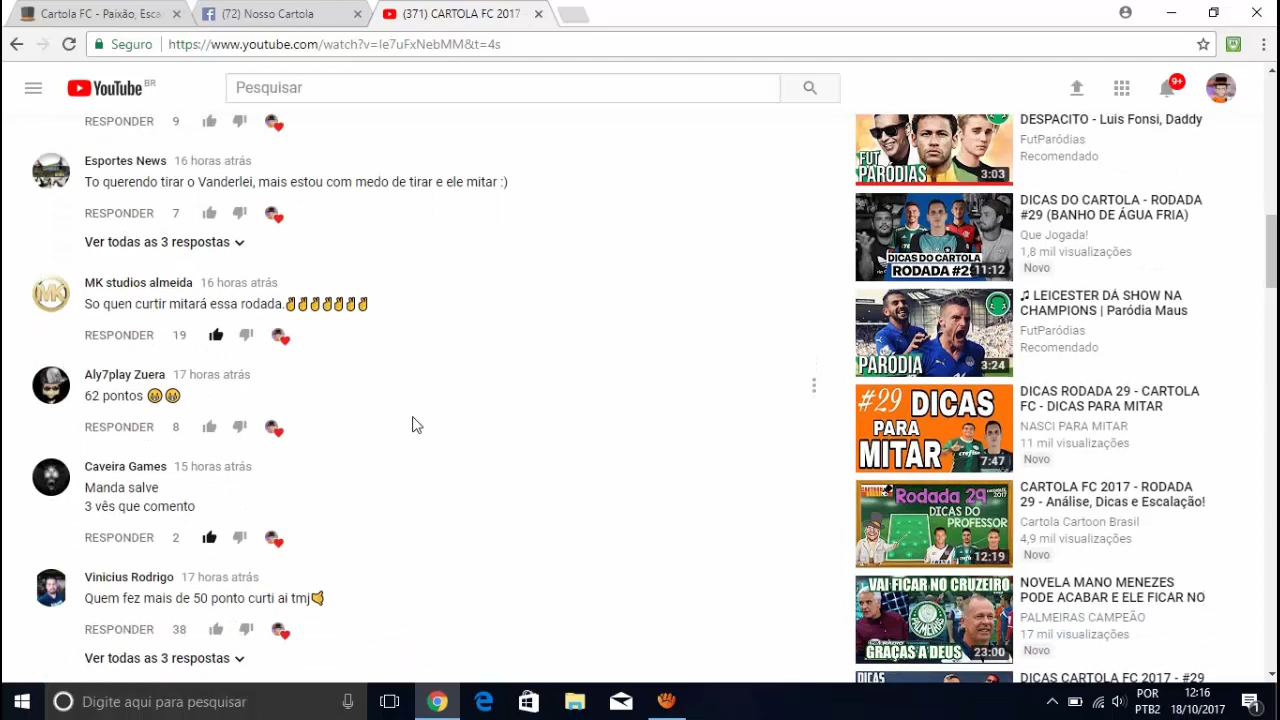 Cartola FC - Paixão, Esca
(72) Nosso Cartola
(371) CARTOLA FC 2017
Seguro
https://www.youtube.com/watch?v=Ie7uFxNebMM&t=4s
YouTube BR
Pesquisar
9+
RESPONDER 9
Esportes News 16 horas atrás
To querendo tirar o Vanderlei, mais estou com medo de tirar e ele mitar :)
RESPONDER 7
Ver todas as 3 respostas
MK
MK studios almeida 16 horas atrás
So quen curtir mitará essa rodada.✌✌✌✌✌✌✌
RESPONDER 19
Aly7play Zuera 17 horas atrás
62 pontos
RESPONDER 8
Caveira Games 15 horas atrás
Manda salve
3 vês que comento
RESPONDER 2
Vinicius Rodrigo 17 horas atrás
Quem fez mais de 50 ponto curti ai tmj
RESPONDER 38
Ver todas as 3 respostas
FUT
PARÓDIAS
3:03
DESPACITO - Luis Fonsi, Daddy
FutParódias
Recomendado
DICAS DO CARTOLA
RODADA #2
11:12
DICAS DO CARTOLA - RODADA
#29 (BANHO DE ÁGUA FRIA)
Que Jogada!
1,8 mil visualizações
Novo
PARÓDIA
3:24
♫ LEICESTER DÁ SHOW NA
CHAMPIONS | Paródia Maus
FutParódias
Recomendado
#29 DICAS
PARA
MITAR
7:47
DICAS RODADA 29 - CARTOLA
FC - DICAS PARA MITAR
NASCI PARA MITAR
11 mil visualizações
Novo
Rodada 29
DICAS DO
PROFESSOR
12:19
CARTOLA FC 2017 - RODADA
29 - Análise, Dicas e Escalação!
Cartola Cartoon Brasil
4,9 mil visualizações
Novo
VAI FICAR NO CRUZEIRO
GRAÇAS A DEUS
23:00
NOVELA MANO MENEZES
PODE ACABAR E ELE FICAR NO
PALMEIRAS CAMPEÃO
17 mil visualizações
Novo
DICAS
DICAS CARTOLA FC 2017 - #29
Digite aqui para pesquisar
POR
PTB2
12:16
18/10/2017
1